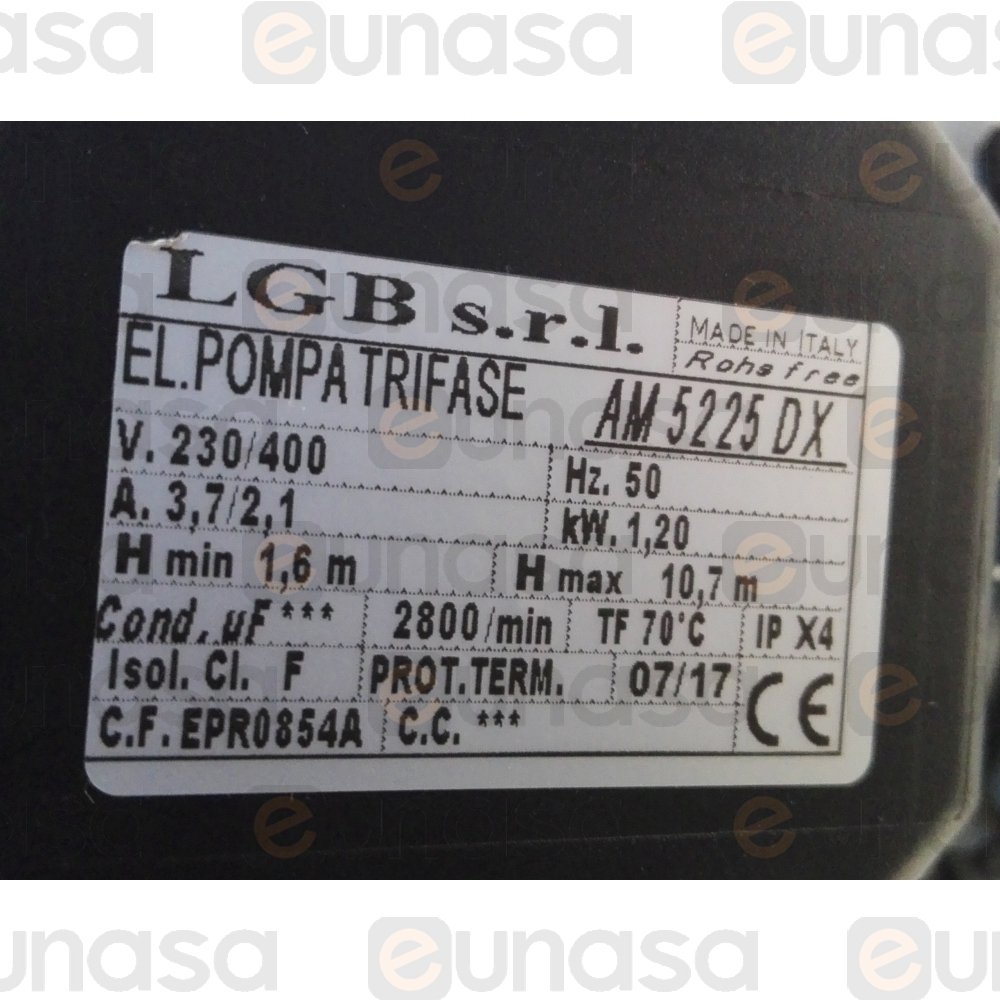 eunasa eunasa
LGB s.r.l.
MADE IN ITALY
Rohs free
EL.POMPA TRIFASE AM 5225 DX
V. 230/400 Hz. 50
A. 3,7/2,1 kW. 1,20
H min 1,6 m H max 10,7 m
Cond. uF *** 2800/min TF 70°C IP X4
Isol. Cl. F PROT.TERM. 07/17 CE
C.F. EPR0854A C.C. ***
eunasa eunasa